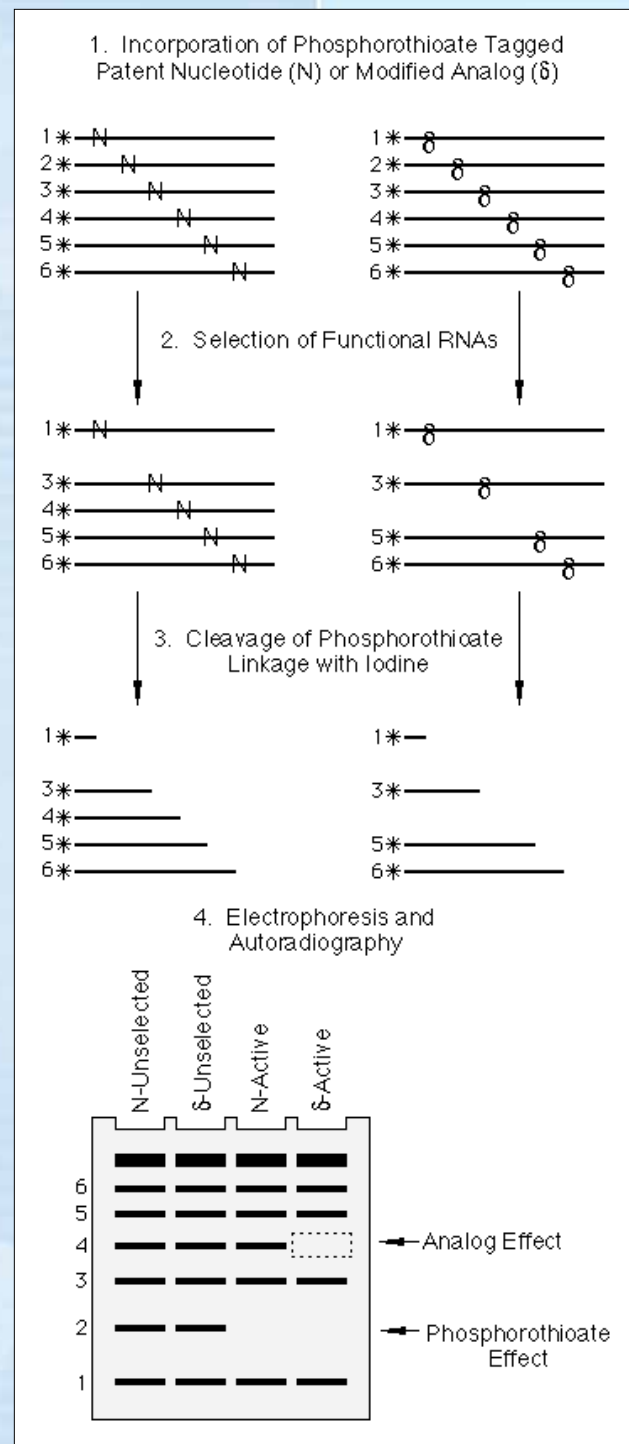 1. Incorporation of Phosphorothioate Tagged
Patent Nucleotide (N) or Modified Analog (δ)
1* N
2* N
3* N
4* N
5* N
6* N
1* δ
2* δ
3* δ
4* δ
5* δ
6* δ
2. Selection of Functional RNAs
1* N
3* N
4* N
5* N
6* N
1* δ
3* δ
5* δ
6* δ
3. Cleavage of Phosphorothioate
Linkage with Iodine
1*
3*
4*
5*
6*
1*
3*
5*
6*
4. Electrophoresis and
Autoradiography
N-Unselected
δ-Unselected
N-Active
δ-Active
6
5
4
3
2
1
Analog Effect
Phosphorothioate
Effect